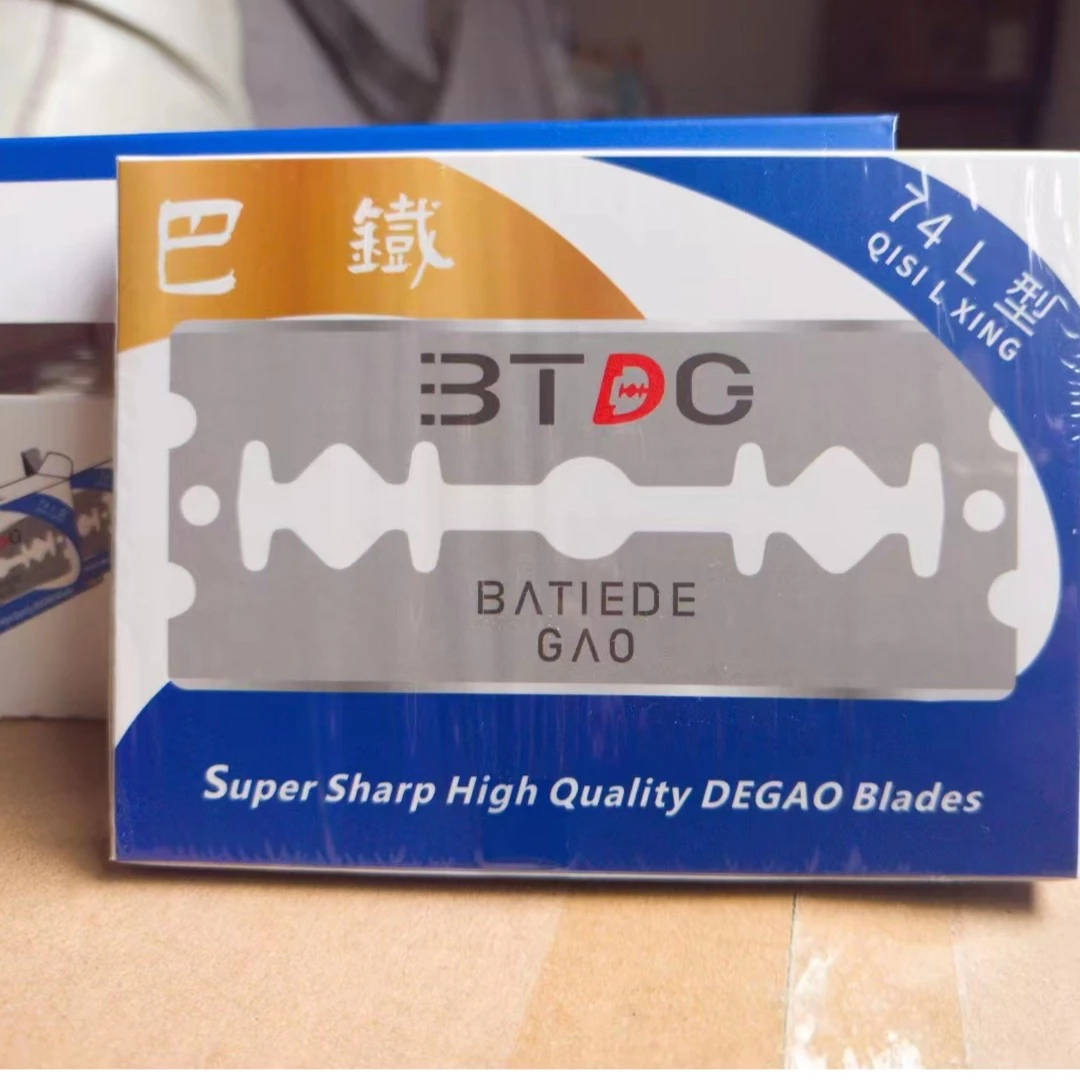 巴 鐵
74 L 型
QISI L XING
BTDG
BATIEDE
GAO
Super Sharp High Quality DEGAO Blades